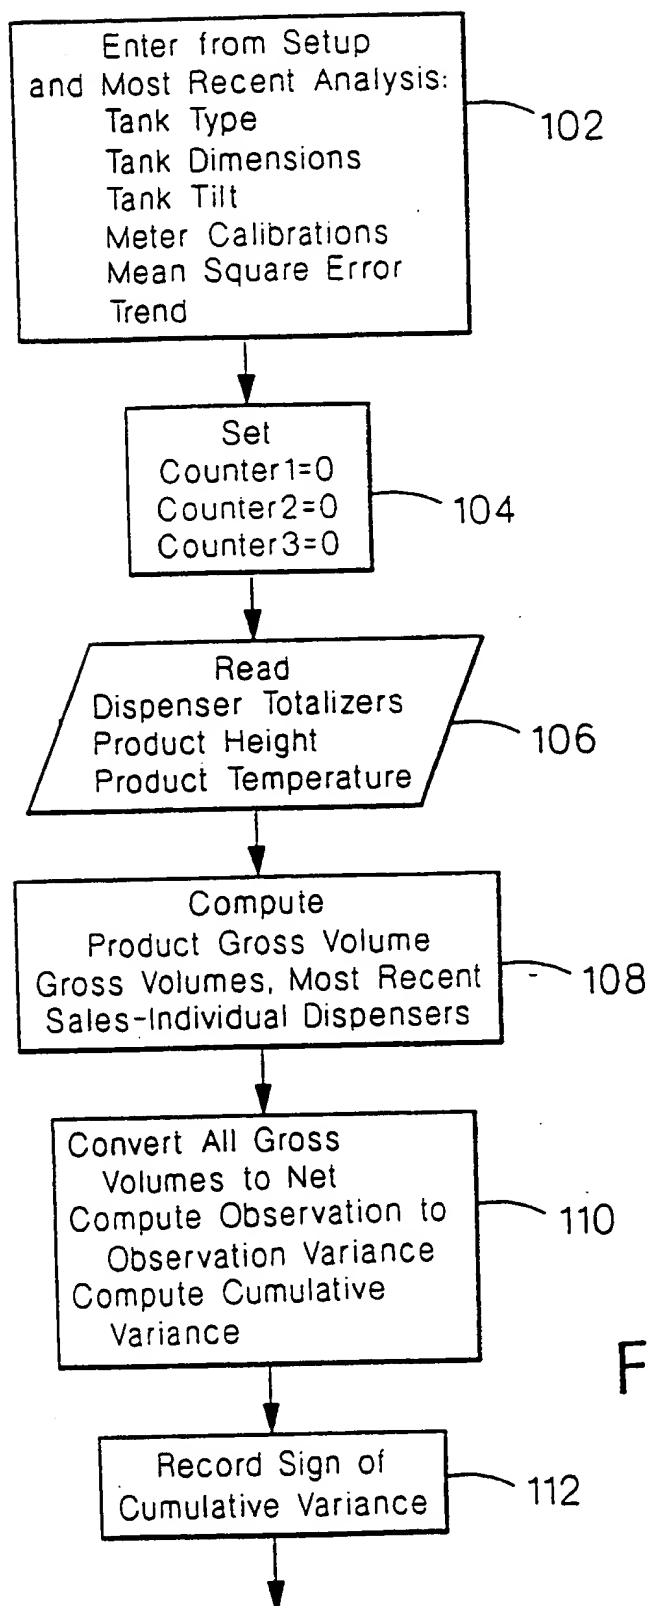 Enter from Setup
and Most Recent Analysis:
Tank Type
Tank Dimensions
Tank Tilt
Meter Calibrations
Mean Square Error
Trend
102
Set
Counter1=0
Counter2=0
Counter3=0
104
Read
Dispenser Totalizers
Product Height
Product Temperature
106
Compute
Product Gross Volume
Gross Volumes, Most Recent
Sales-Individual Dispensers
108
Convert All Gross
Volumes to Net
Compute Observation to
Observation Variance
Compute Cumulative
Variance
110
F
Record Sign of
Cumulative Variance
112